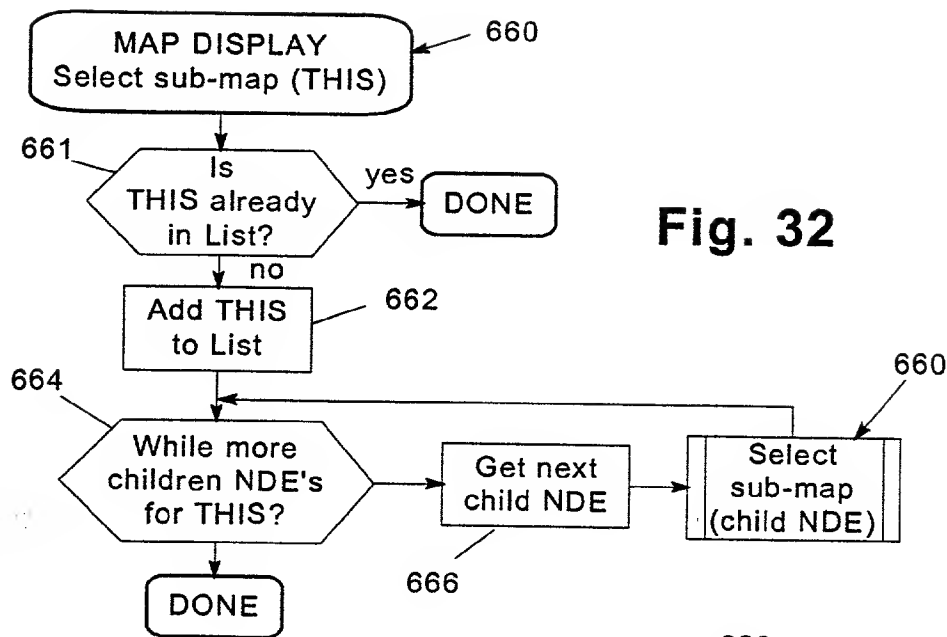 MAP DISPLAY
Select sub-map (THIS)
660
661
Is
THIS already
in List?
yes
DONE
Fig. 32
no
Add THIS
to List
662
664
While more
children NDE's
for THIS?
Get next
child NDE
666
660
Select
sub-map
(child NDE)
DONE